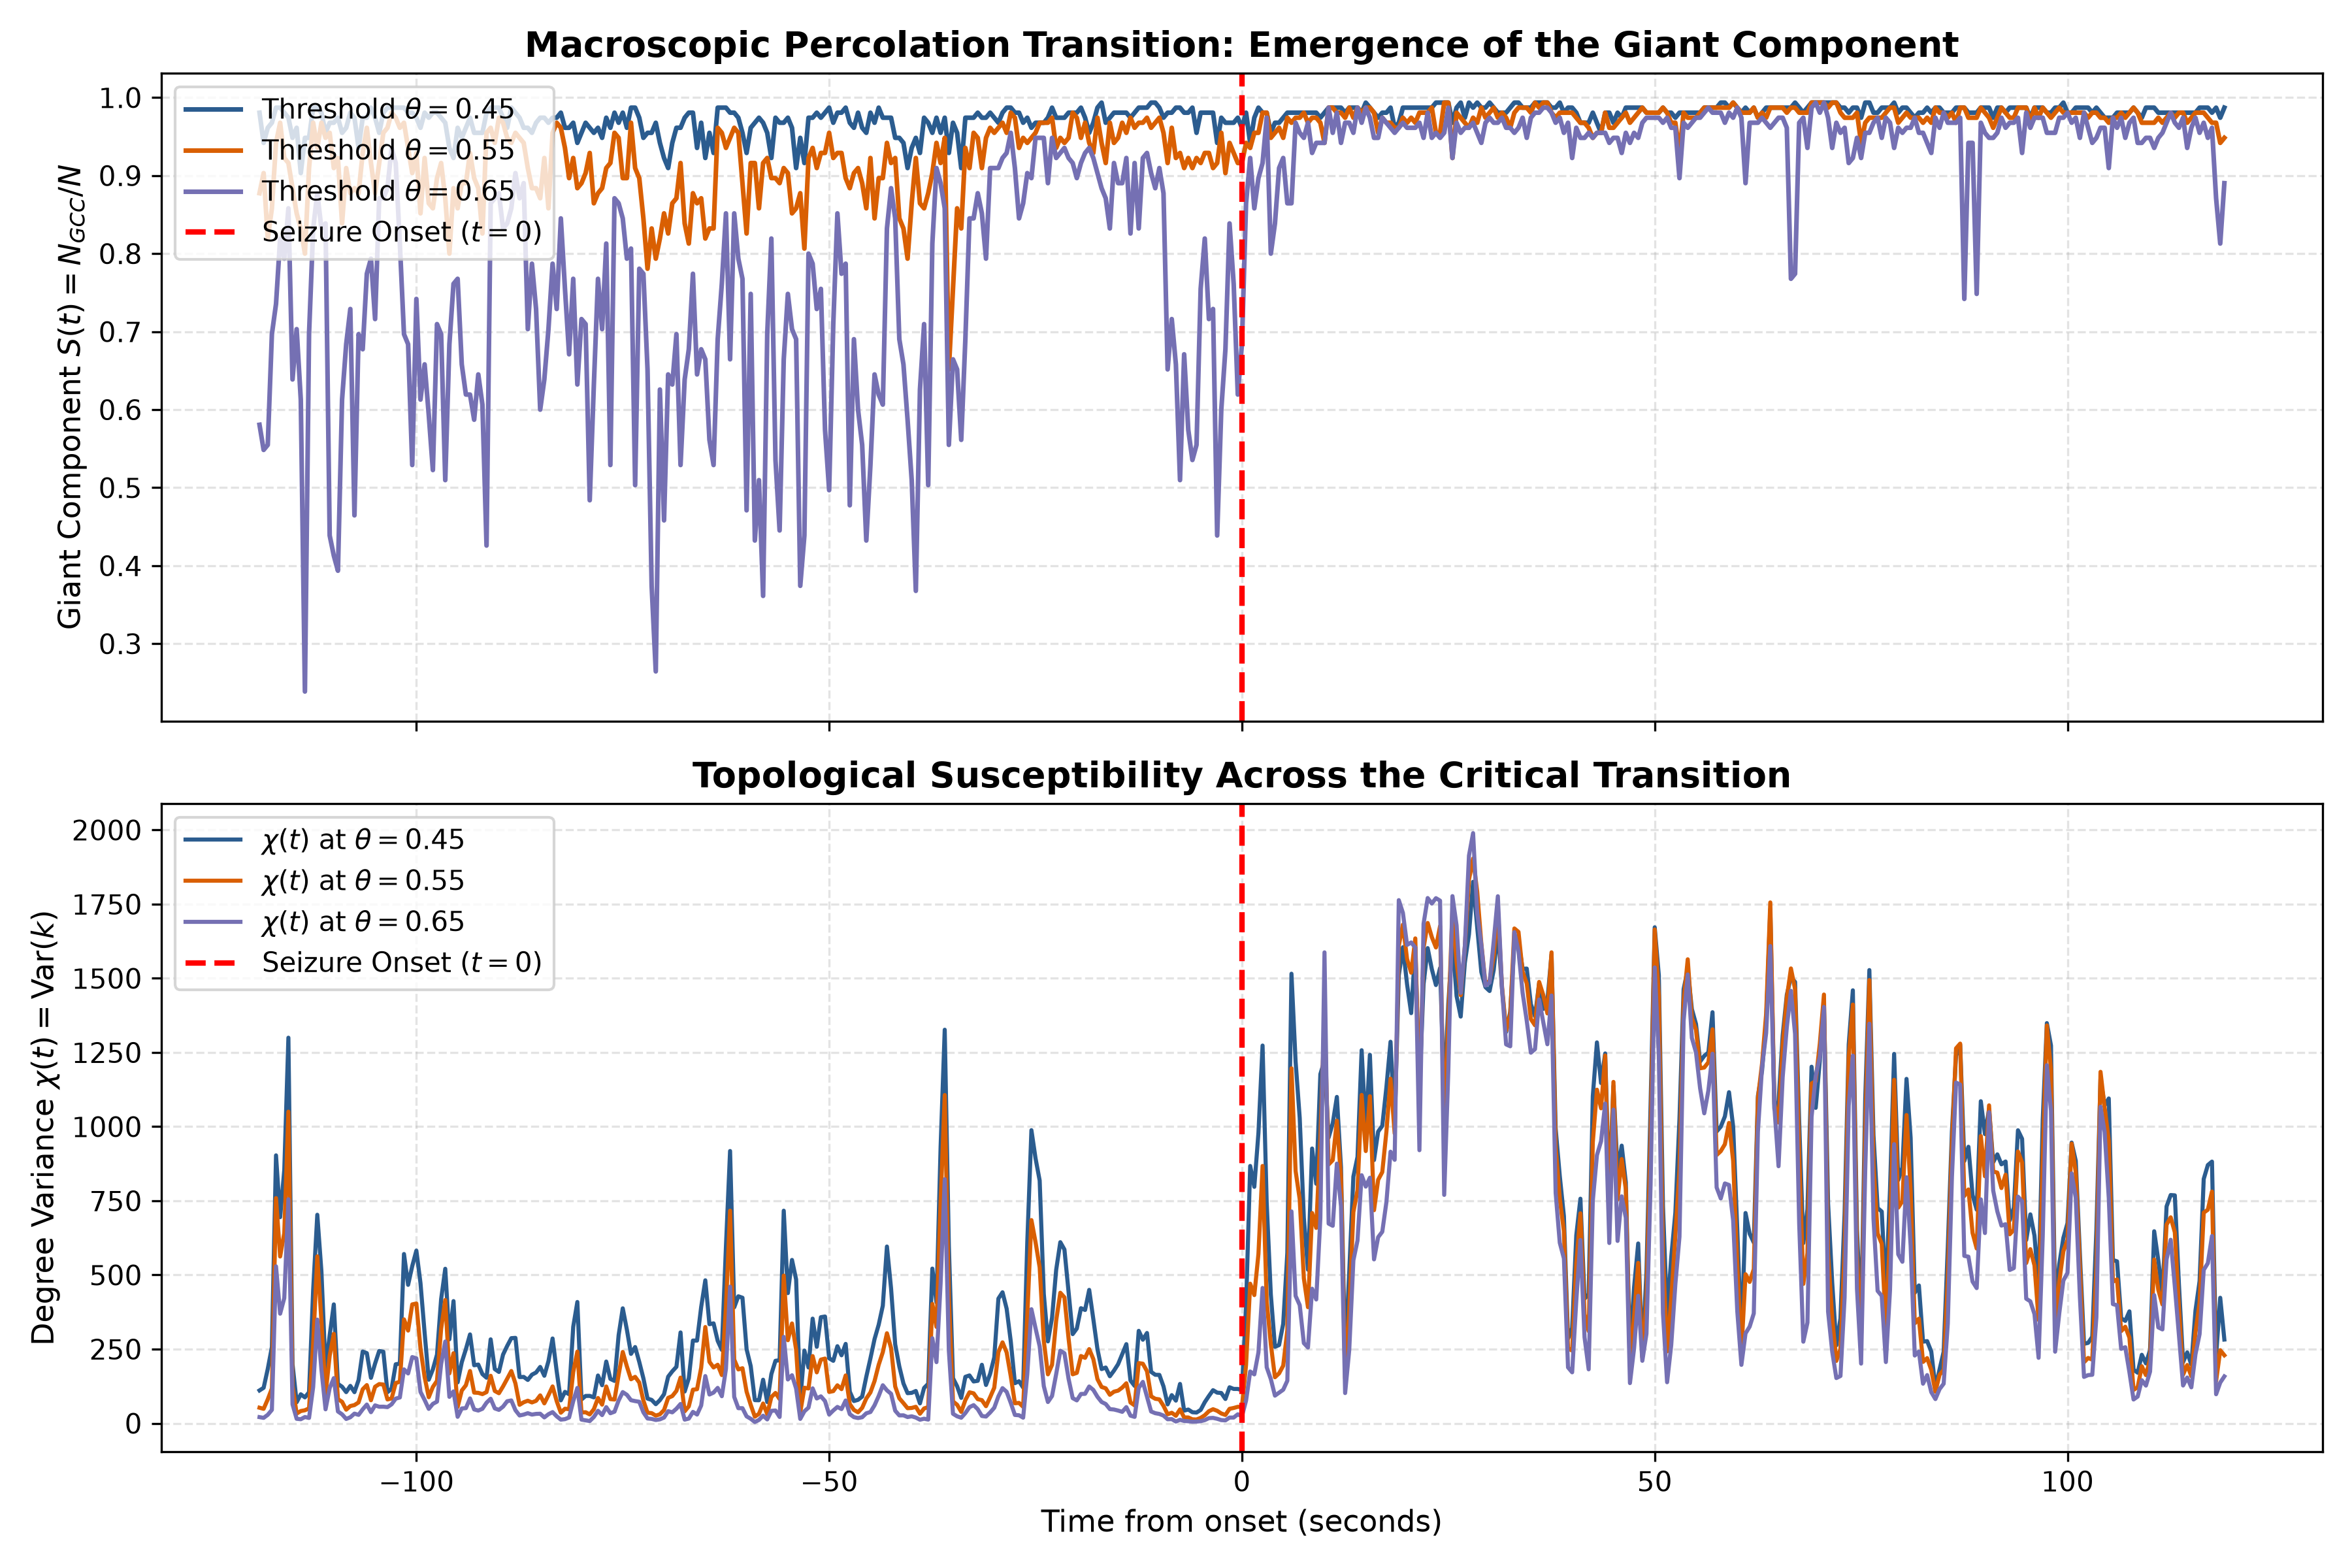 Macroscopic Percolation Transition: Emergence of the Giant Component
Giant Component S(t) = N_{GCC}/N
1.0
0.9
0.8
0.7
0.6
0.5
0.4
0.3
Threshold θ = 0.45
Threshold θ = 0.55
Threshold θ = 0.65
Seizure Onset (t = 0)
Topological Susceptibility Across the Critical Transition
Degree Variance χ(t) = Var(k)
2000
1750
1500
1250
1000
750
500
250
0
χ(t) at θ = 0.45
χ(t) at θ = 0.55
χ(t) at θ = 0.65
Seizure Onset (t = 0)
−100
−50
0
50
100
Time from onset (seconds)